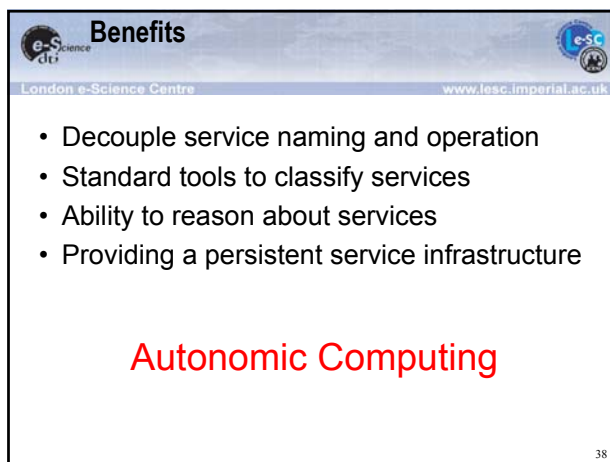 e-Science
dti
Benefits
e-SC
London e-Science Centre
www.lesc.imperial.ac.uk
• Decouple service naming and operation
• Standard tools to classify services
• Ability to reason about services
• Providing a persistent service infrastructure
Autonomic Computing
38